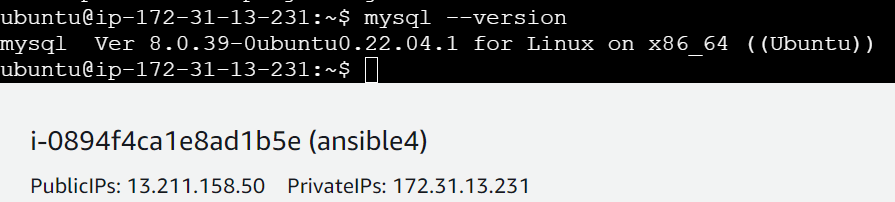 ubuntu@ip-172-31-13-231:~$ mysql --version
mysql  Ver 8.0.39-0ubuntu0.22.04.1 for Linux on x86_64 ((Ubuntu))
ubuntu@ip-172-31-13-231:~$
i-0894f4ca1e8ad1b5e (ansible4)
PublicIPs: 13.211.158.50 PrivateIPs: 172.31.13.231